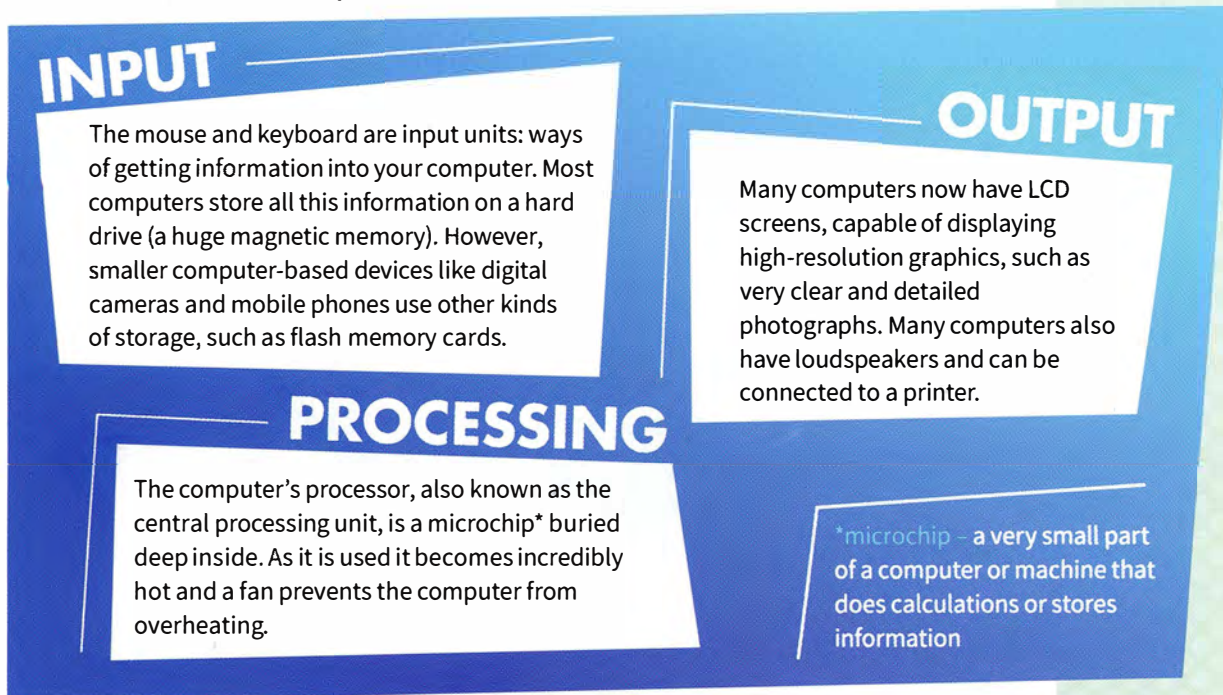 INPUT
The mouse and keyboard are input units: ways
of getting information into your computer. Most
computers store all this information on a hard
drive (a huge magnetic memory). However,
smaller computer-based devices like digital
cameras and mobile phones use other kinds
of storage, such as flash memory cards.
OUTPUT
Many computers now have LCD
screens, capable of displaying
high-resolution graphics, such as
very clear and detailed
photographs. Many computers also
have loudspeakers and can be
connected to a printer.
PROCESSING
The computer's processor, also known as the
central processing unit, is a microchip* buried
deep inside. As it is used it becomes incredibly
hot and a fan prevents the computer from
overheating.
*microchip – a very small part
of a computer or machine that
does calculations or stores
information